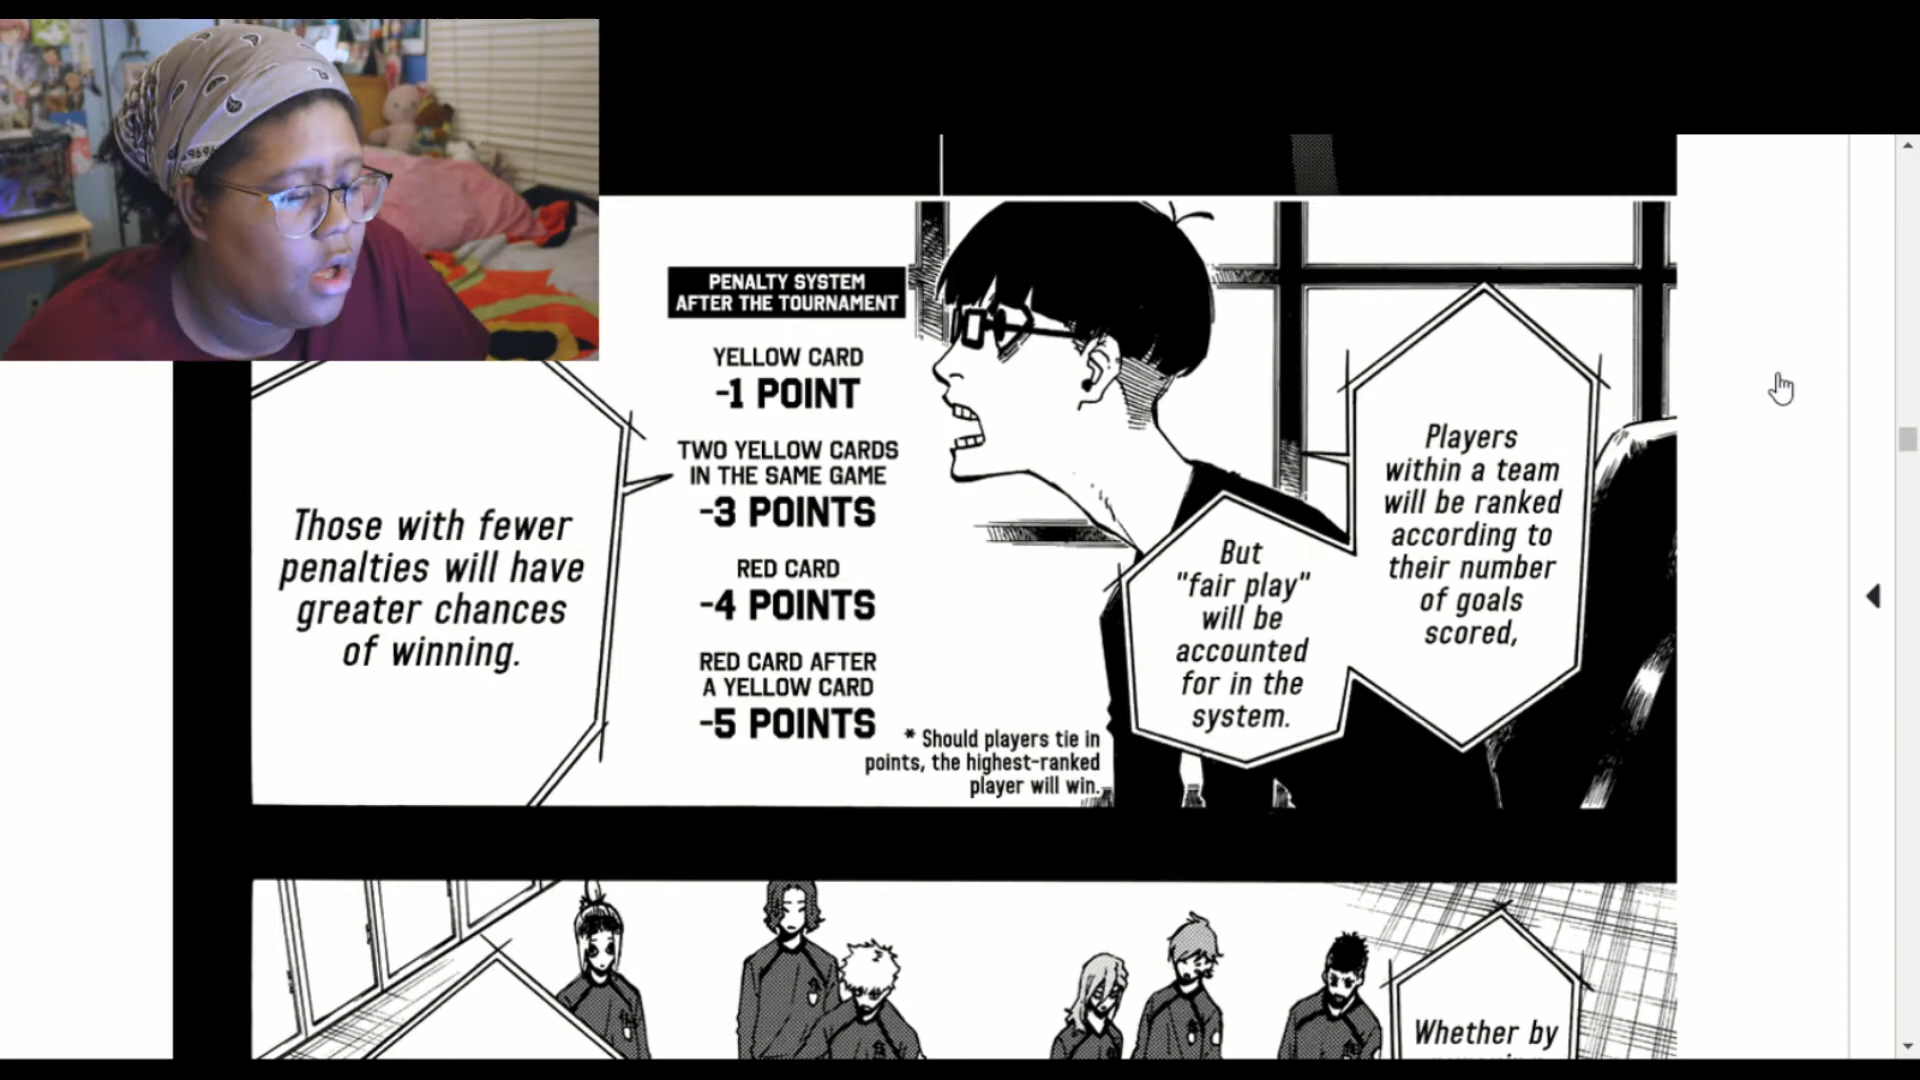 Players
within a team
will be ranked
according to
their number
of goals
scored,
But
"fair play"
will be
accounted
for in the
system.
PENALTY SYSTEM
AFTER THE TOURNAMENT
YELLOW CARD
-1 POINT
TWO YELLOW CARDS
IN THE SAME GAME
-3 POINTS
RED CARD
-4 POINTS
RED CARD AFTER
A YELLOW CARD
-5 POINTS
* Should players tie in
points, the highest-ranked
player will win.
Those with fewer
penalties will have
greater chances
of winning.
Whether by